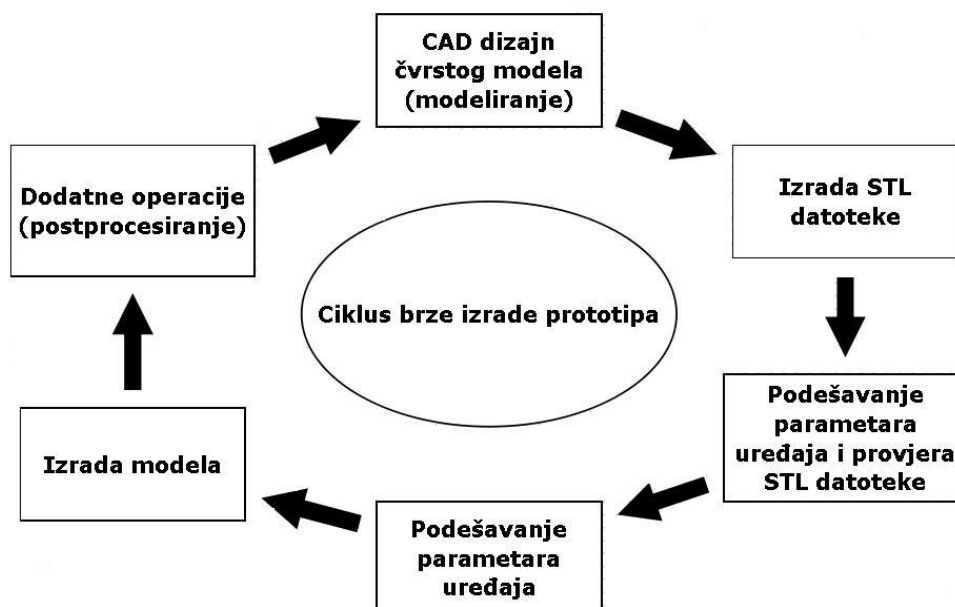 CAD dizajn
čvrstog modela
(modeliranje)
Izrada STL
datoteke
Podešavanje
parametara
uređaja i provjera
STL datoteke
Podešavanje
parametara
uređaja
Izrada modela
Dodatne operacije
(postprocesiranje)
Ciklus brze izrade prototipa